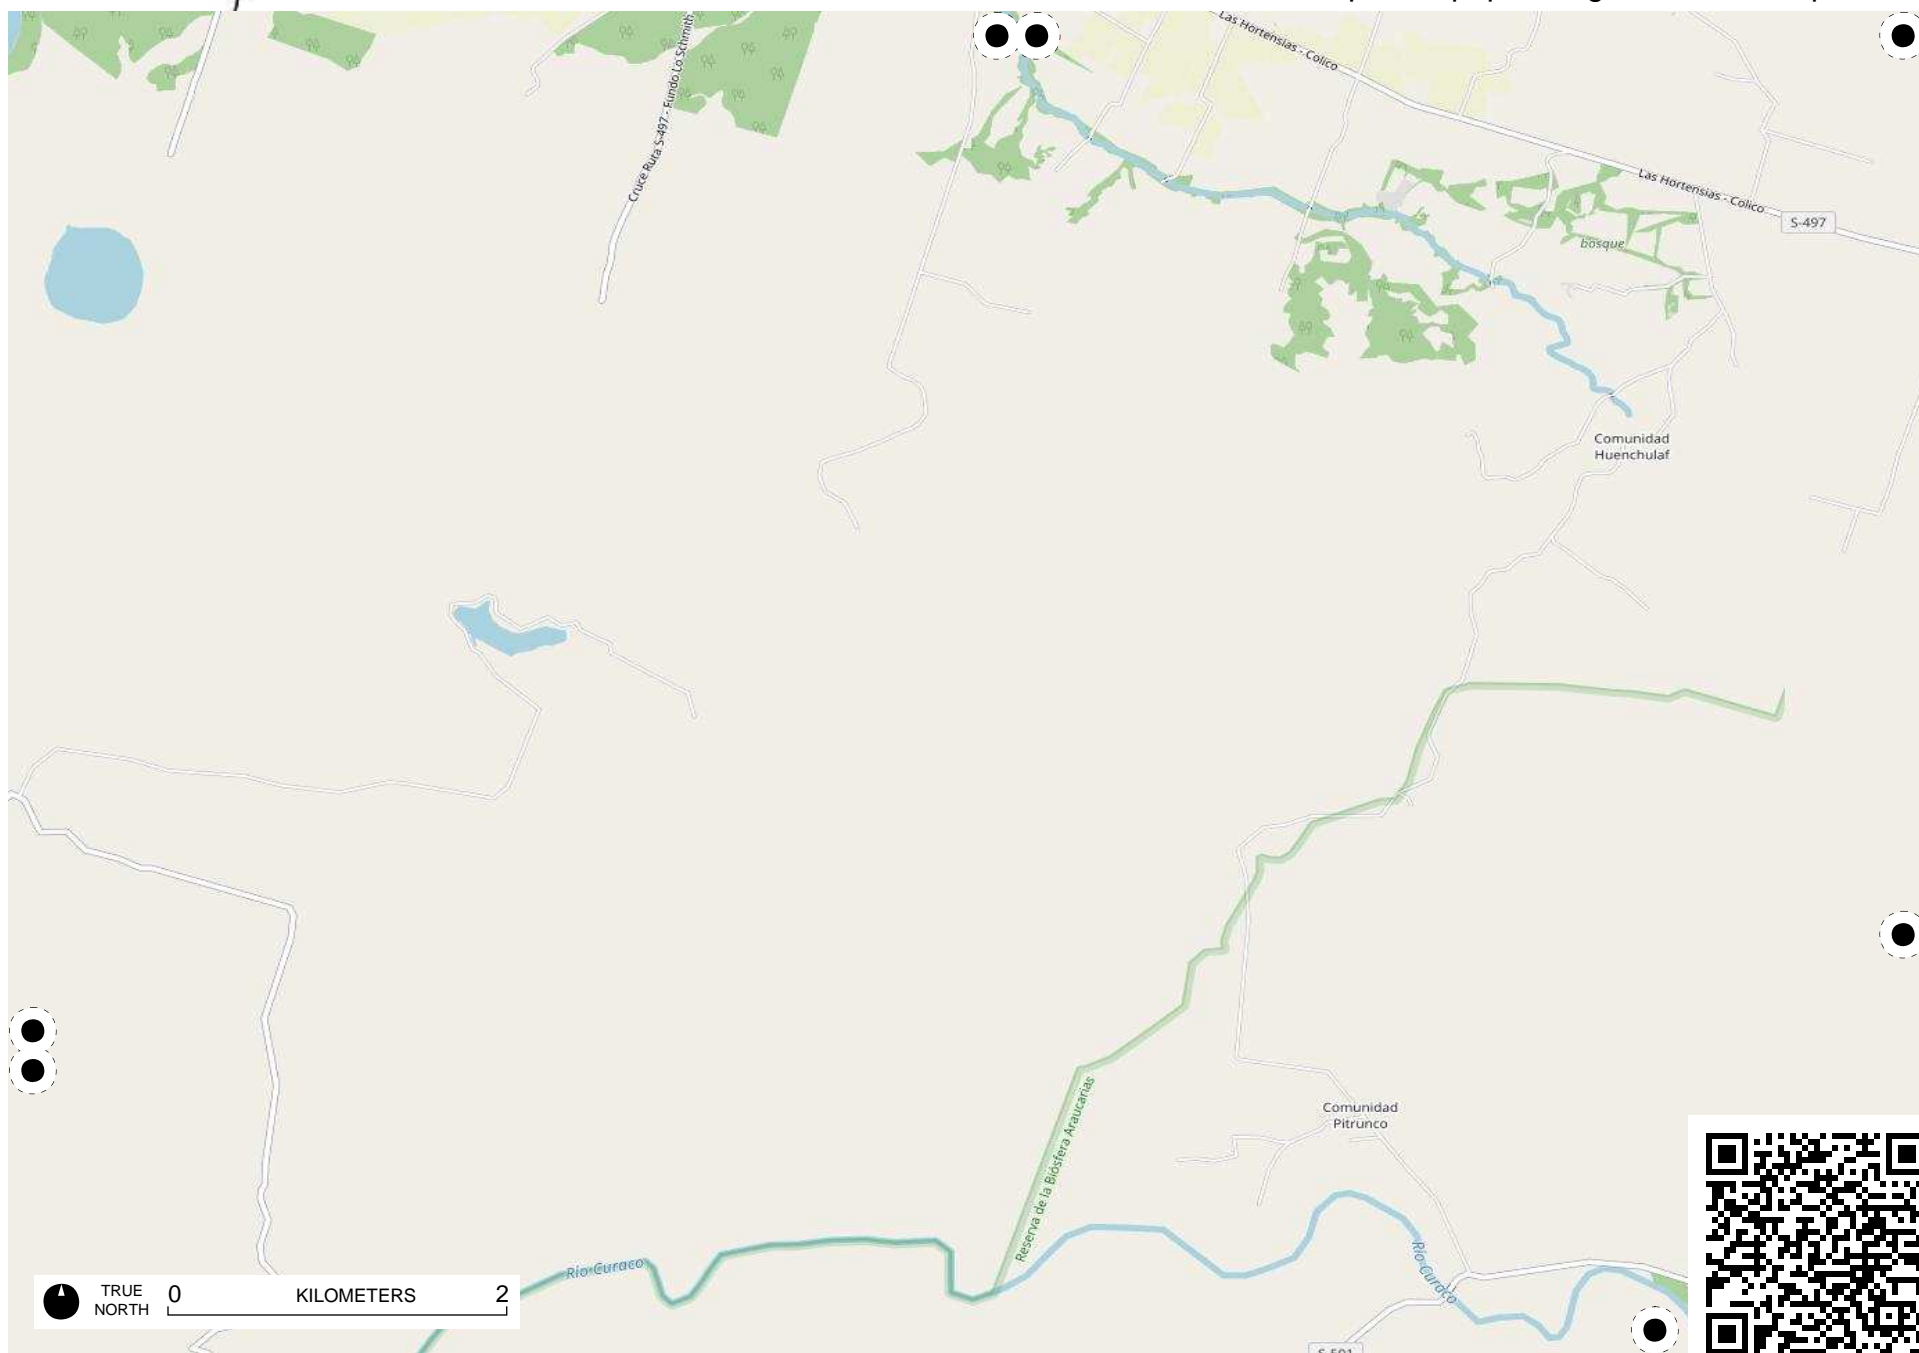 Las Hortensias - Colico
Cruce Ruta S-497 - Fundo Lo Schmith
Las Hortensias - Colico
S-497
bosque
Comunidad
Huenchulaf
Reserva de la Biósfera Araucarias
Comunidad
Pitrunco
Río Curaco
Río Curaco
TRUE
NORTH
0
KILOMETERS
2